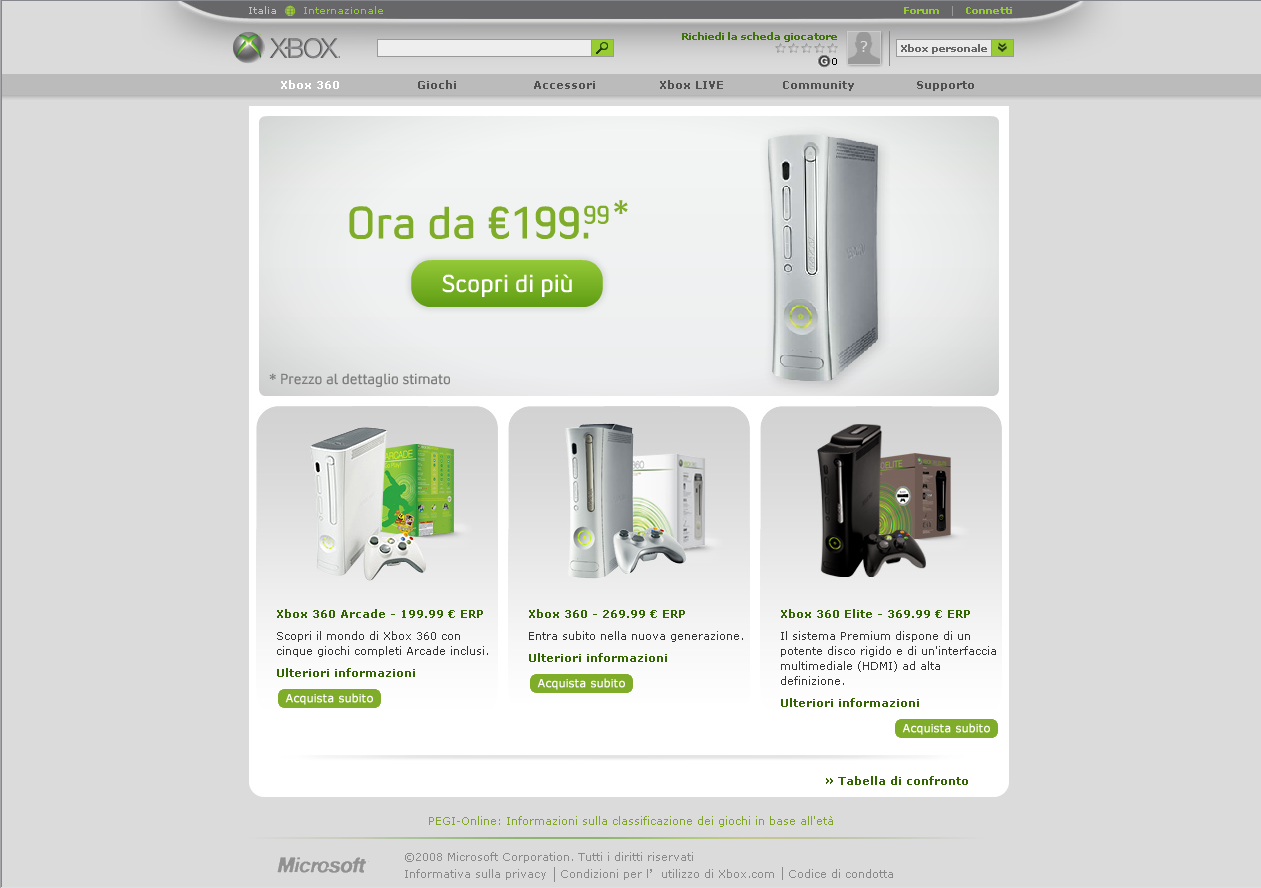 Italia Internazionale
Forum | Connetti
XBOX
Richiedi la scheda giocatore
G 0
Xbox personale
Xbox 360 Giochi Accessori Xbox LIVE Community Supporto
Ora da €199.99*
Scopri di più
* Prezzo al dettaglio stimato
ARCADE
360
ELITE
Xbox 360 Arcade - 199.99 € ERP
Scopri il mondo di Xbox 360 con
cinque giochi completi Arcade inclusi.
Ulteriori informazioni
Acquista subito
Xbox 360 - 269.99 € ERP
Entra subito nella nuova generazione.
Ulteriori informazioni
Acquista subito
Xbox 360 Elite - 369.99 € ERP
Il sistema Premium dispone di un
potente disco rigido e di un'interfaccia
multimediale (HDMI) ad alta
definizione.
Ulteriori informazioni
Acquista subito
» Tabella di confronto
PEGI-Online: Informazioni sulla classificazione dei giochi in base all'età
Microsoft
©2008 Microsoft Corporation. Tutti i diritti riservati
Informativa sulla privacy | Condizioni per l’ utilizzo di Xbox.com | Codice di condotta